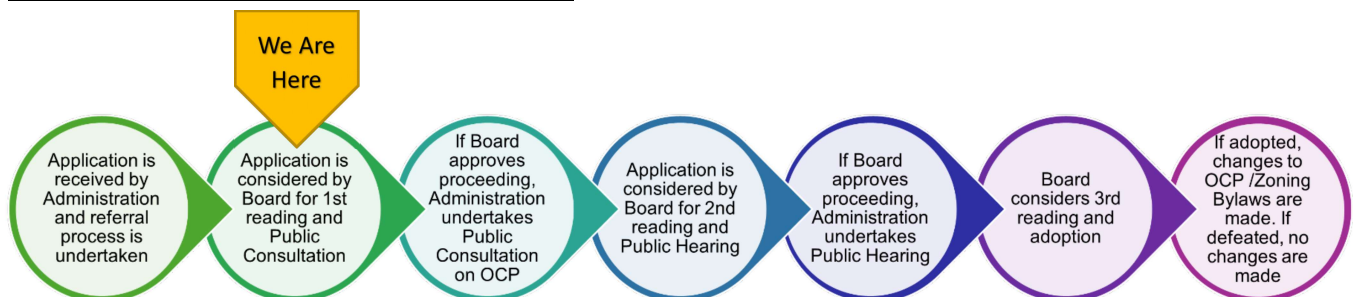 We Are
Here
Application is
received by
Administration
and referral
process is
undertaken
Application is
considered by
Board for 1st
reading and
Public
Consultation
If Board
approves
proceeding,
Administration
undertakes
Public
Consultation
on OCP
Application is
considered by
Board for 2nd
reading and
Public Hearing
If Board
approves
proceeding,
Administration
undertakes
Public Hearing
Board
considers 3rd
reading and
adoption
If adopted,
changes to
OCP /Zoning
Bylaws are
made. If
defeated, no
changes are
made